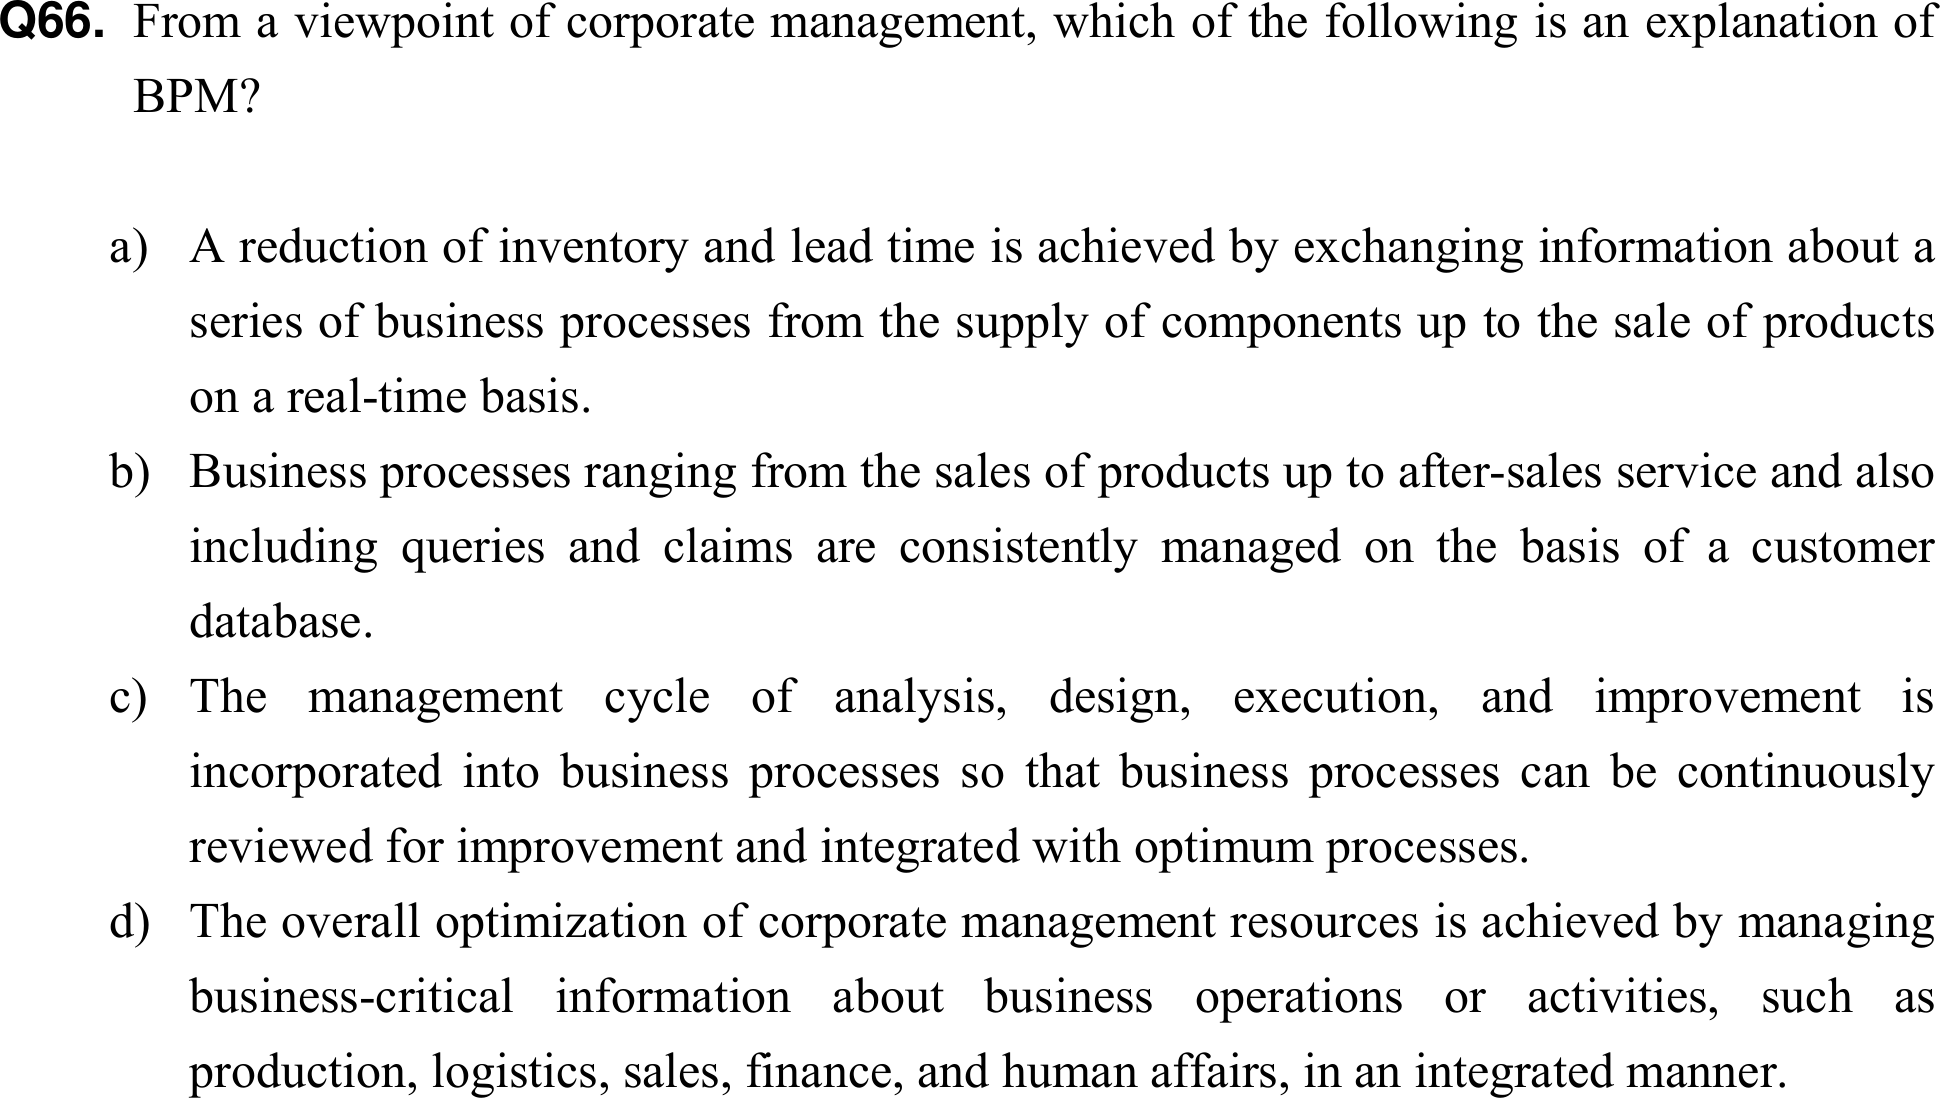 Q66. From a viewpoint of corporate management, which of the following is an explanation of
BPM?
a) A reduction of inventory and lead time is achieved by exchanging information about a
series of business processes from the supply of components up to the sale of products
on a real-time basis.
b) Business processes ranging from the sales of products up to after-sales service and also
including queries and claims are consistently managed on the basis of a customer
database.
c) The management cycle of analysis, design, execution, and improvement is
incorporated into business processes so that business processes can be continuously
reviewed for improvement and integrated with optimum processes.
d) The overall optimization of corporate management resources is achieved by managing
business-critical information about business operations or activities, such as
production, logistics, sales, finance, and human affairs, in an integrated manner.